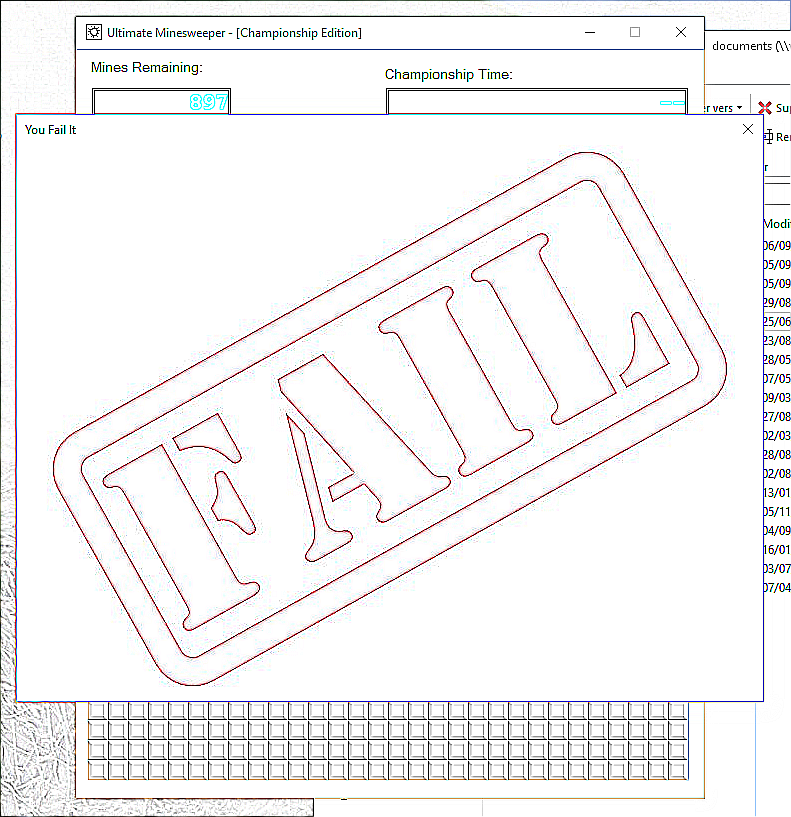 Ultimate Minesweeper - [Championship Edition]
documents (\\
Mines Remaining:
Championship Time:
897
--
er vers
Sup
You Fail It
Ren
r
Modi
06/09
05/09
05/09
29/08
25/06
23/08
28/05
07/05
09/03
27/08
02/03
28/08
02/08
13/01
05/11
04/09
16/01
03/07
07/04
FAIL